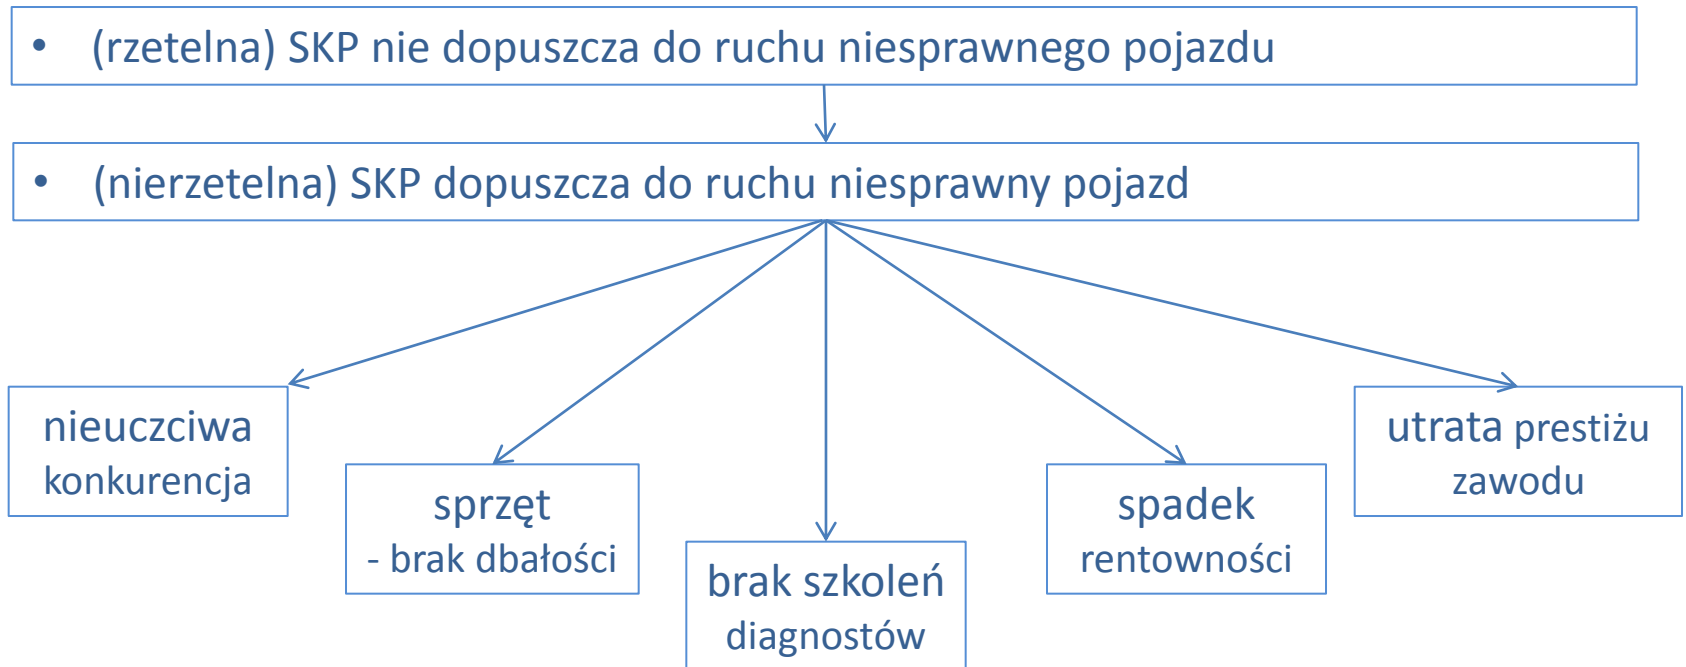 • (rzetelna) SKP nie dopuszcza do ruchu niesprawnego pojazdu
• (nierzetelna) SKP dopuszcza do ruchu niesprawny pojazd
nieuczciwa
konkurencja
sprzęt
- brak dbałości
brak szkoleń
diagnostów
spadek
rentowności
utrata prestiżu
zawodu